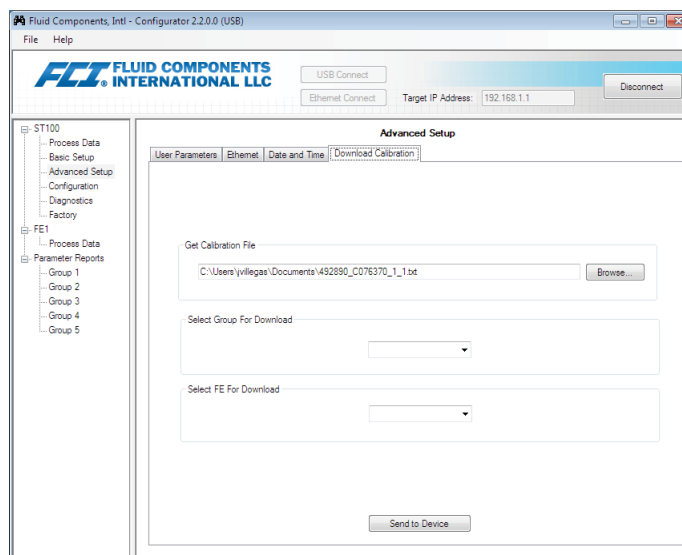 Fluid Components, Intl - Configurator 2.2.0.0 (USB)
File Help
FCI® FLUID COMPONENTS
INTERNATIONAL LLC
USB Connect
Ethernet Connect
Target IP Address: 192.168.1.1
Disconnect
ST100
Process Data
Basic Setup
Advanced Setup
Configuration
Diagnostics
Factory
FE1
Process Data
Parameter Reports
Group 1
Group 2
Group 3
Group 4
Group 5
Advanced Setup
User Parameters Ethernet Date and Time Download Calibration
Get Calibration File
C:\Users\jvillegas\Documents\492890_C076370_1_1.txt Browse...
Select Group For Download
Select FE For Download
Send to Device